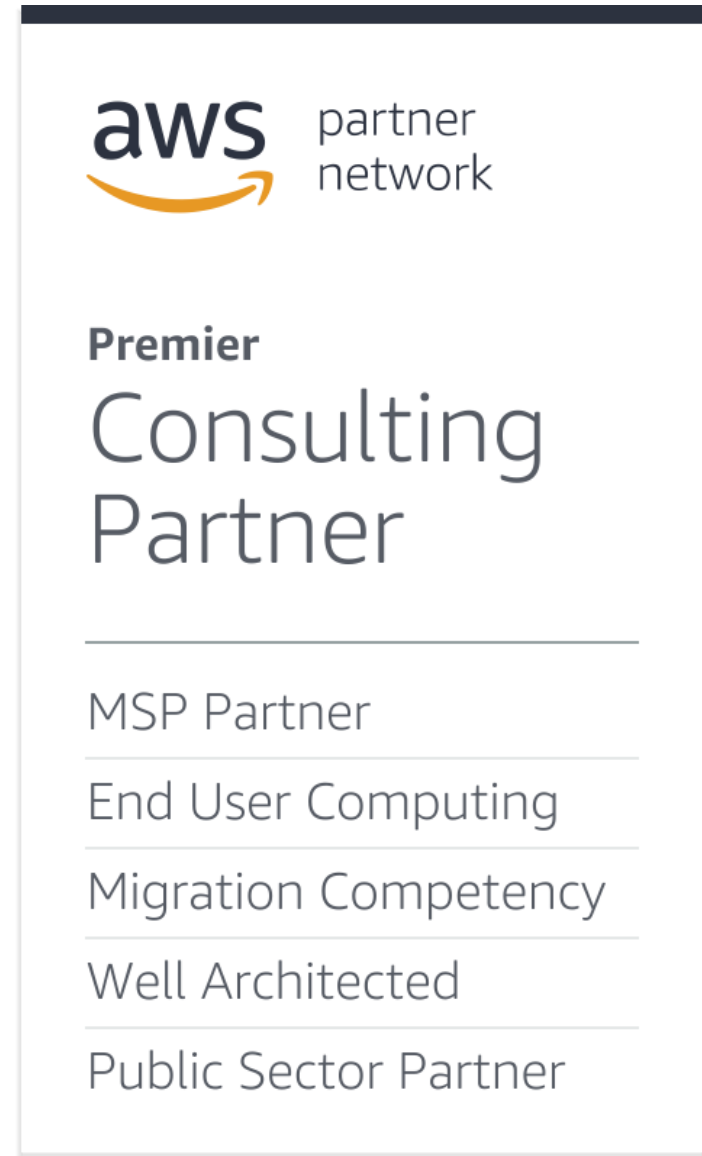 aws
partner
network
Premier
Consulting
Partner
MSP Partner
End User Computing
Migration Competency
Well Architected
Public Sector Partner